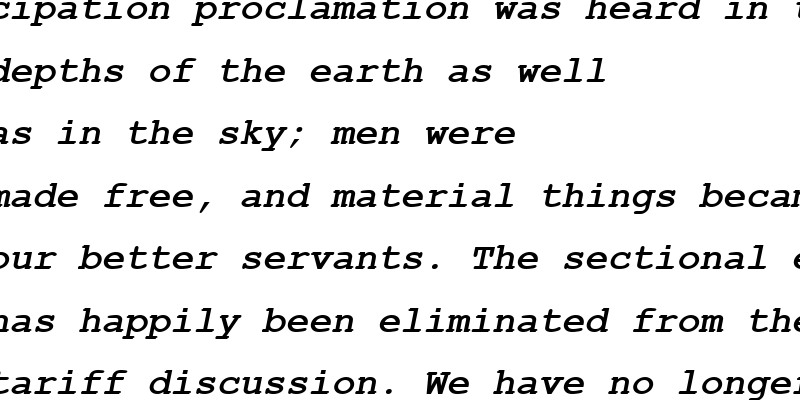 cipation proclamation was heard in
depths of the earth as well
as in the sky; men were
made free, and material things
our better servants. The sectional
has happily been eliminated from the
tariff discussion. We have no longer